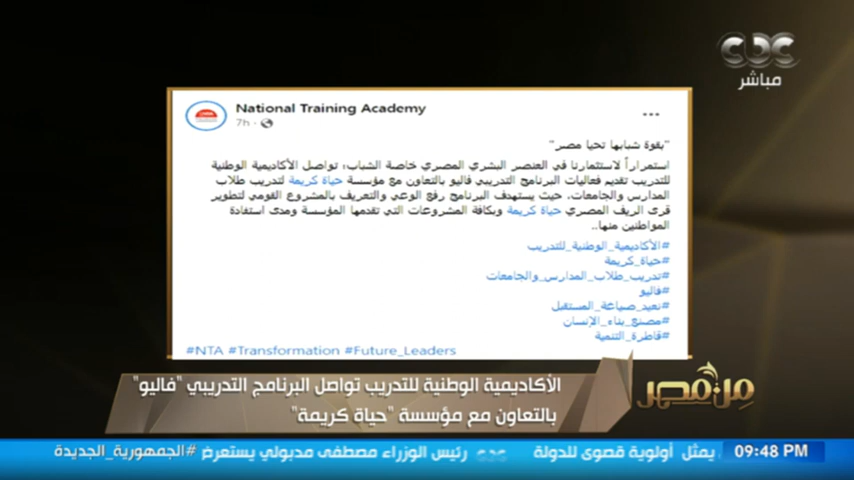 CBC
مباشر
National Training Academy
7h
"بقوة شبابها تحيا مصر"
استمراراً لاستثمارنا في العنصر البشري المصري خاصة الشباب، تواصل الأكاديمية الوطنية
للتدريب تقديم فعاليات البرنامج التدريبي فاليو بالتعاون مع مؤسسة حياة كريمة لتدريب طلاب
المدارس والجامعات، حيث يستهدف البرنامج رفع الوعي والتعريف بالمشروع القومي لتطوير
قرى الريف المصري حياة كريمة وبكافة المشروعات التي تقدمها المؤسسة ومدى استفادة
المواطنين منها..
#الأكاديمية_الوطنية_للتدريب
#حياة_كريمة
#تدريب_طلاب_المدارس_والجامعات
#فاليو
#نعيد_صياغة_المستقبل
#مصنع_بناء_الإنسان
#قاطرة_التنمية
#NTA #Transformation #Future_Leaders
الأكاديمية الوطنية للتدريب تواصل البرنامج التدريبي "فاليو"
بالتعاون مع مؤسسة "حياة كريمة"
من مصر
يمثل أولوية قصوى للدولة CBC رئيس الوزراء مصطفى مدبولي يستعرض #الجمهورية_الجديدة
09:48 PM